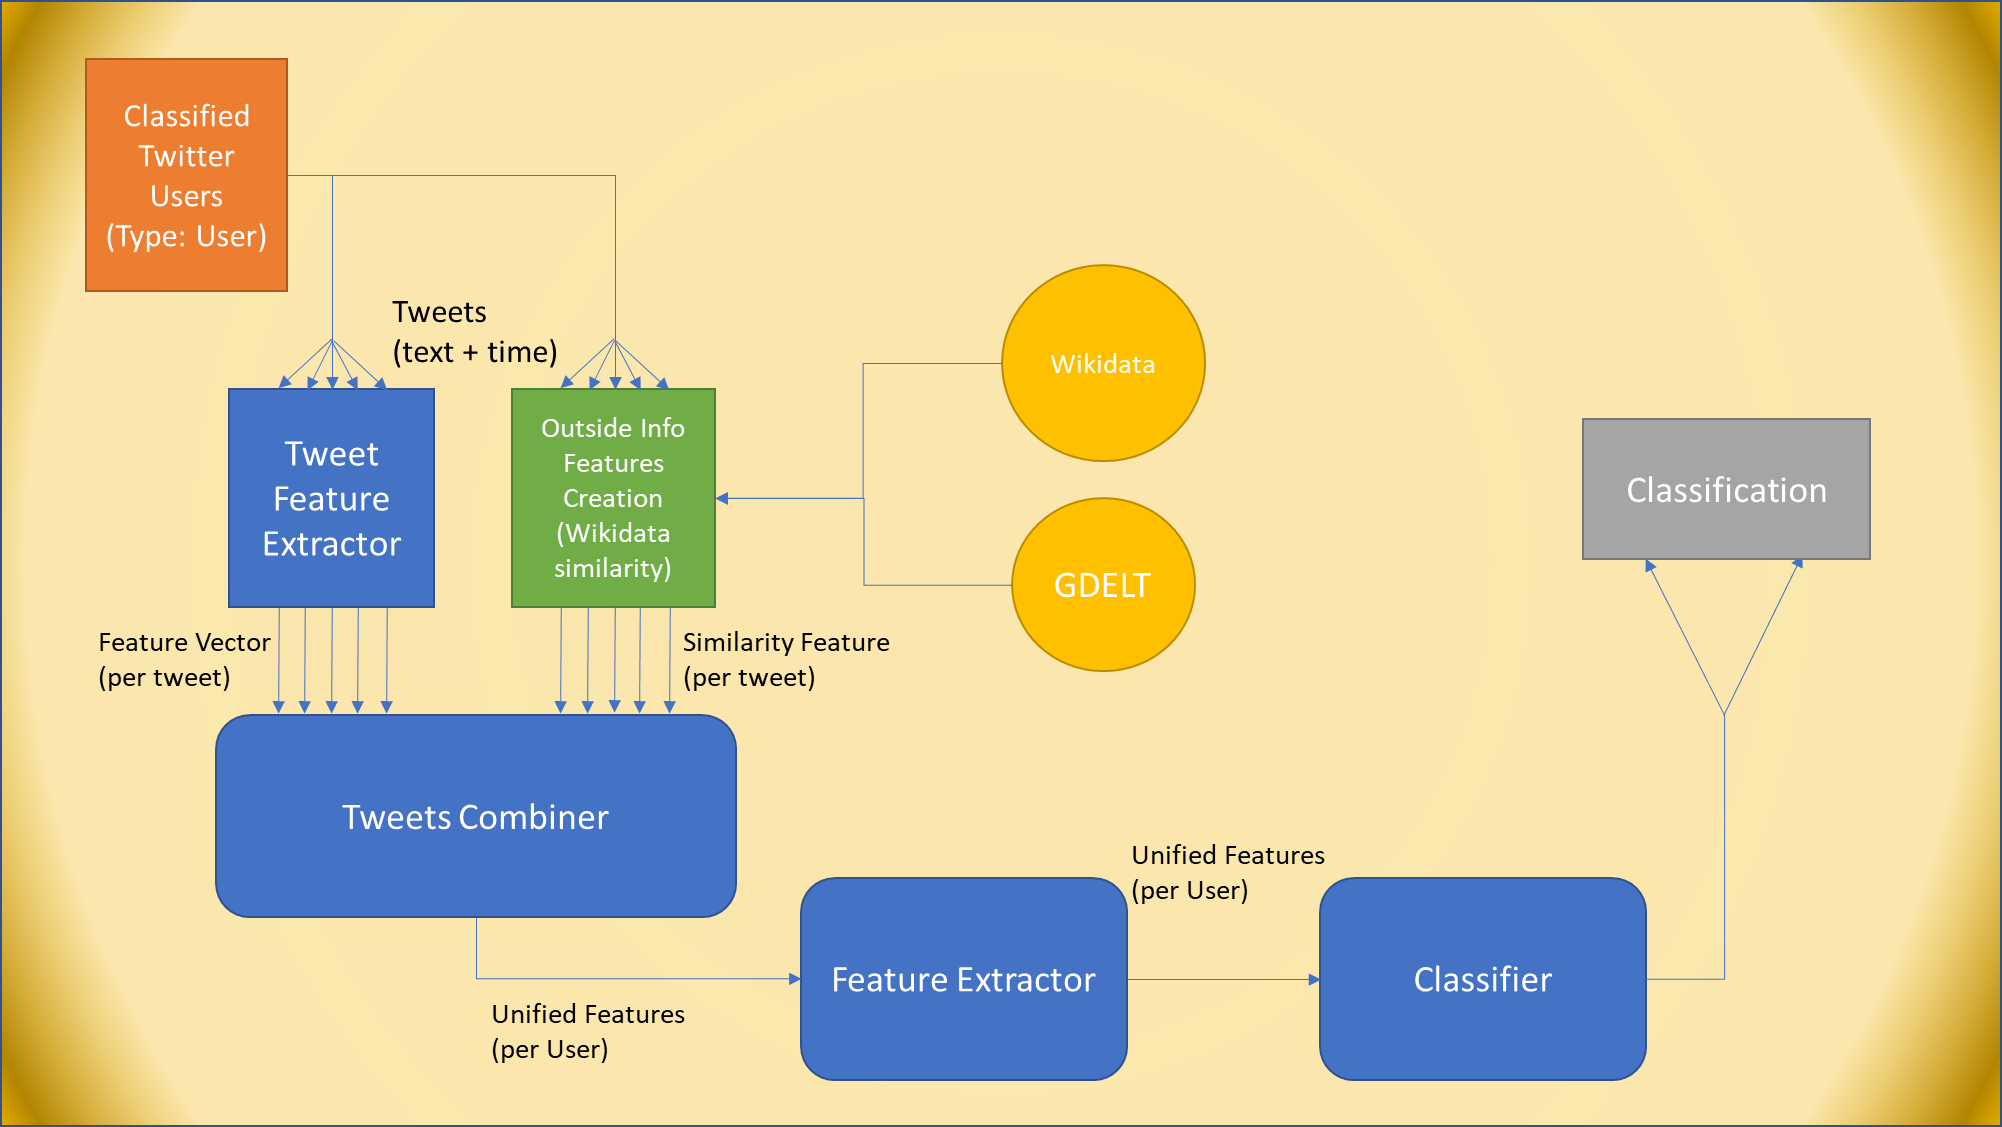 Classified
Twitter
Users
(Type: User)
Tweets
(text + time)
Tweet
Feature
Extractor
Outside Info
Features
Creation
(Wikidata
similarity)
Wikidata
GDELT
Classification
Feature Vector
(per tweet)
Similarity Feature
(per tweet)
Tweets Combiner
Unified Features
(per User)
Feature Extractor
Unified Features
(per User)
Classifier